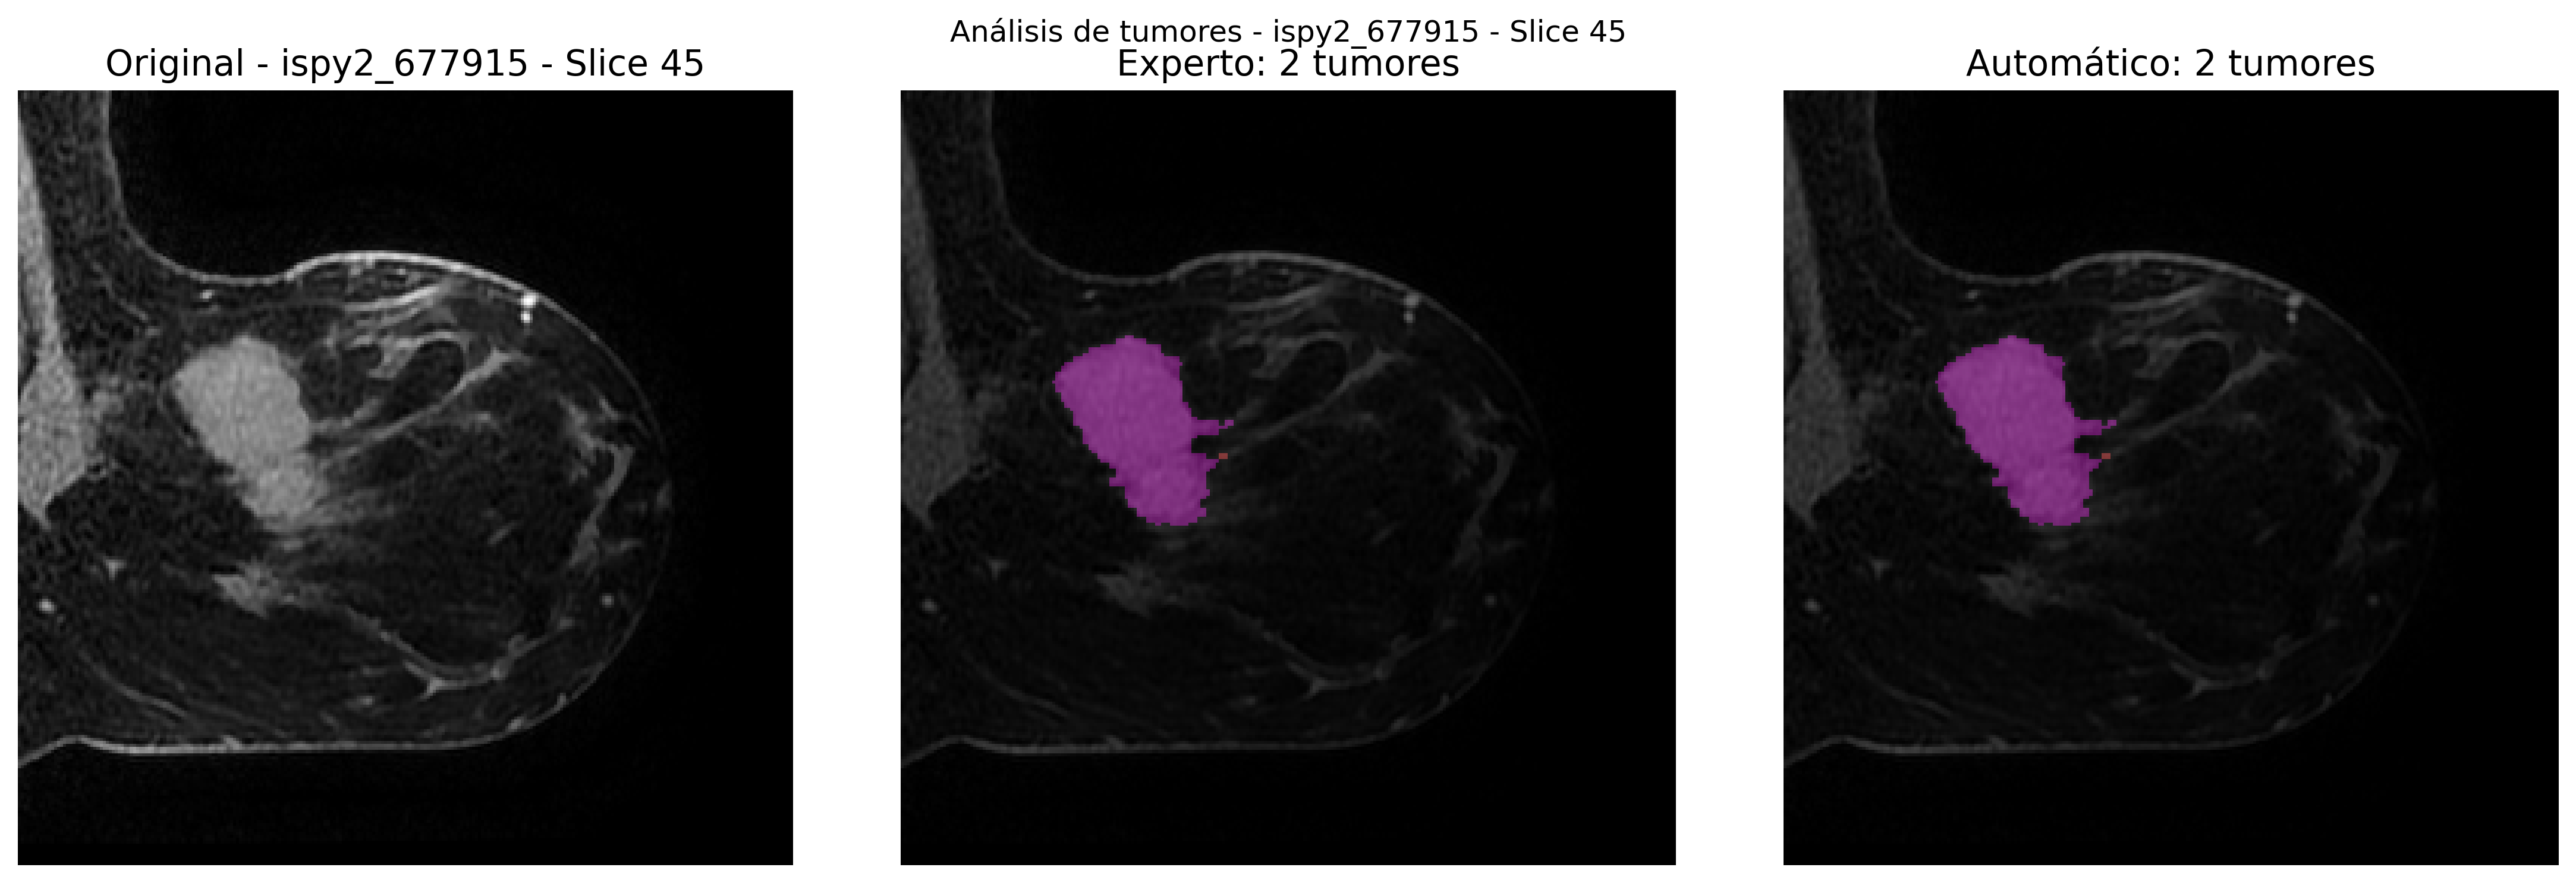 Análisis de tumores - ispy2_677915 - Slice 45
Original - ispy2_677915 - Slice 45
Experto: 2 tumores
Automático: 2 tumores